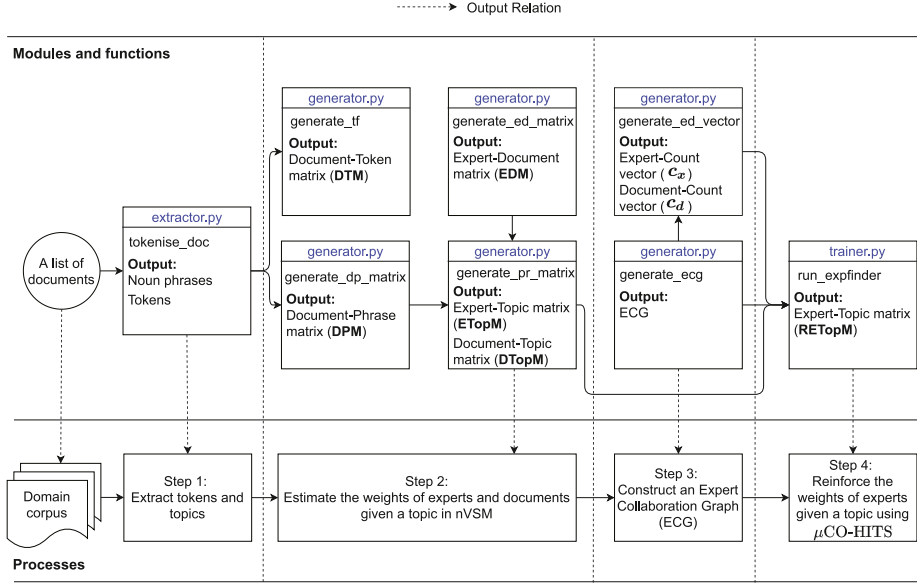 Output Relation
Modules and functions
generator.py
generate_tf
Output:
Document-Token
matrix (DTM)
generator.py
generate_ed_matrix
Output:
Expert-Document
matrix (EDM)
generator.py
generate_ed_vector
Output:
Expert-Count
vector ( c_x )
Document-Count
vector ( c_d )
A list of
documents
extractor.py
tokenise_doc
Output:
Noun phrases
Tokens
generator.py
generate_dp_matrix
Output:
Document-Phrase
matrix (DPM)
generator.py
generate_pr_matrix
Output:
Expert-Topic matrix
(ETopM)
Document-Topic
matrix (DTopM)
generator.py
generate_ecg
Output:
ECG
trainer.py
run_expfinder
Output:
Expert-Topic matrix
(RETopM)
Domain
corpus
Step 1:
Extract tokens and
topics
Step 2:
Estimate the weights of experts and documents
given a topic in nVSM
Step 3:
Construct an Expert
Collaboration Graph
(ECG)
Step 4:
Reinforce the
weights of experts
given a topic using
μCO-HITS
Processes